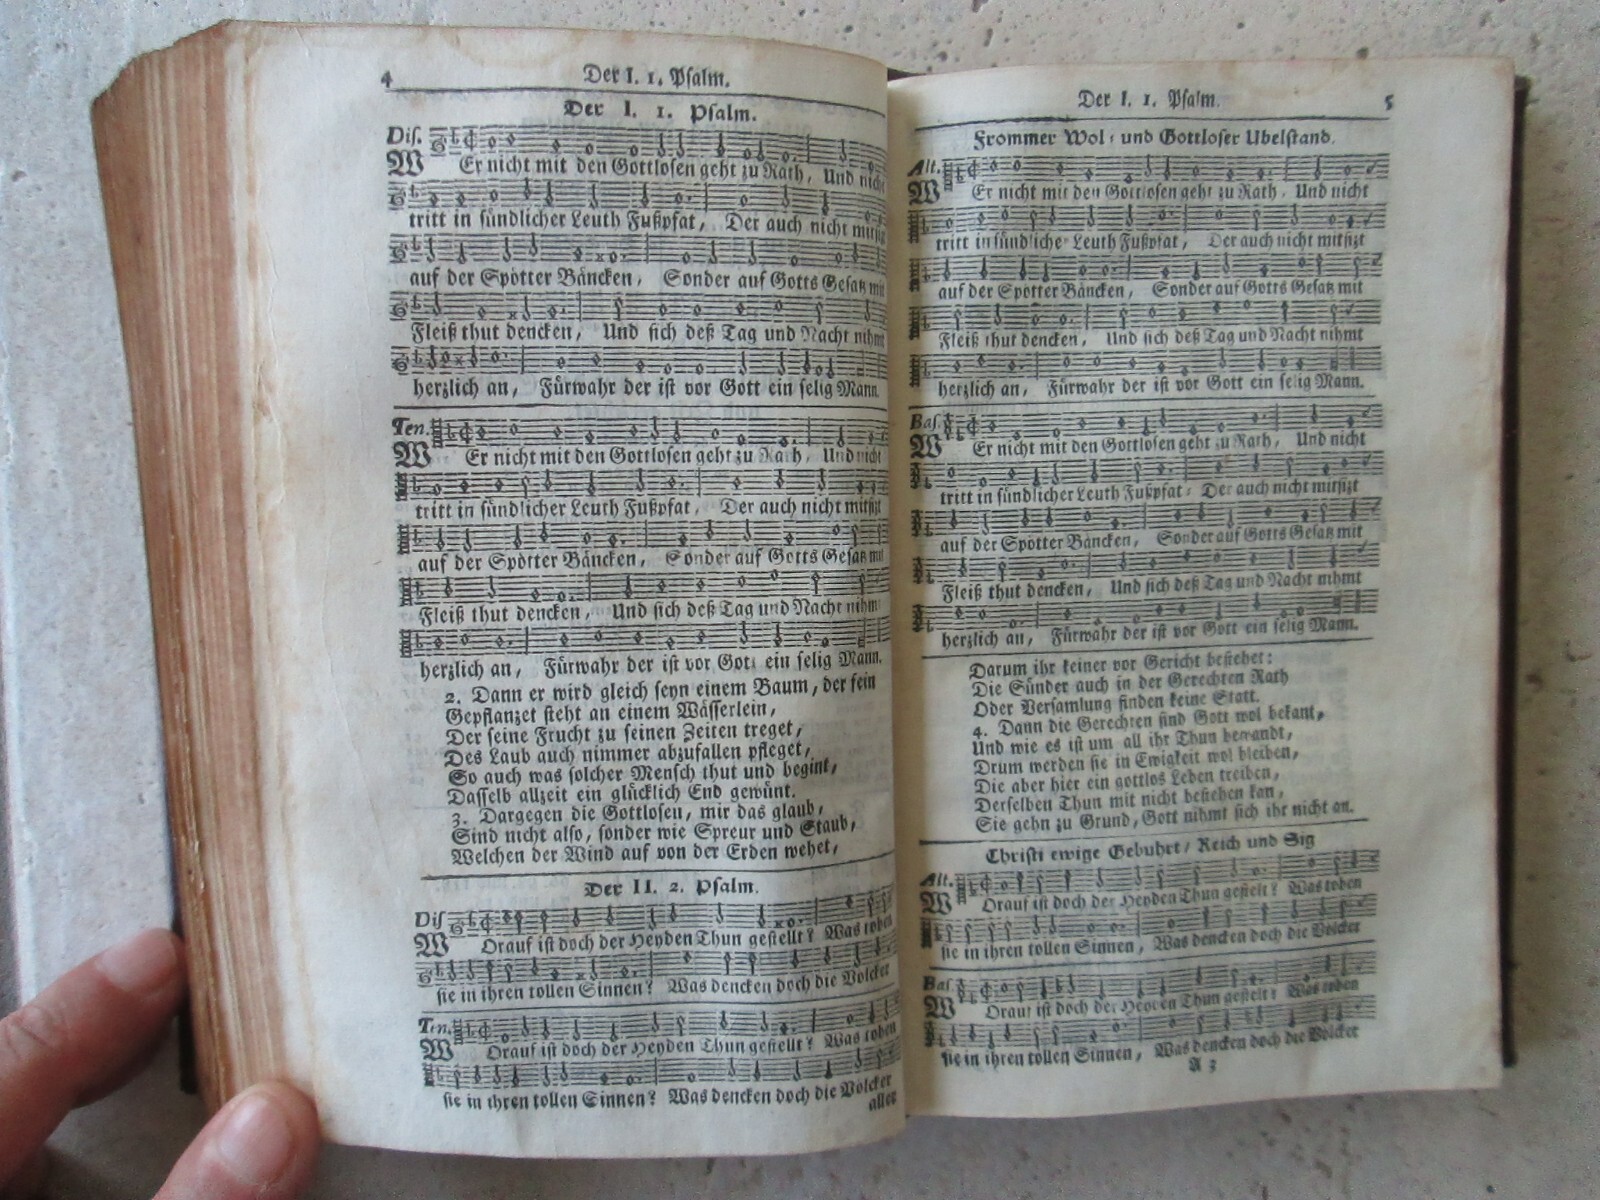 4 Der I. 1. Psalm.
Der I. 1. Psalm.
Dis.
WEr nicht mit den Gottlosen geht zu Rath, Und nicht
tritt in sündlicher Leuth Fußpfat, Der auch nicht mitsizt
auf der Spötter Bäncken, Sonder auf Gotts Gesatz mit
Fleiß thut dencken, Und sich deß Tag und Nacht nihmt
herzlich an, Fürwahr der ist vor Gott ein selig Mann.
Ten.
WEr nicht mit den Gottlosen geht zu Rath, Und nicht
tritt in sündlicher Leuth Fußpfat, Der auch nicht mitsizt
auf der Spötter Bäncken, Sonder auf Gotts Gesatz mit
Fleiß thut dencken, Und sich deß Tag und Nacht nihm
herzlich an, Fürwahr der ist vor Gott ein selig Mann.
2. Dann er wird gleich seyn einem Baum, der fein
Gepflanzet steht an einem Wässerlein,
Der seine Frucht zu seinen Zeiten treget,
Des Laub auch nimmer abzufallen pfleget,
So auch was solcher Mensch thut und begint,
Dasselb allzeit ein glücklich End gewünt.
3. Dargegen die Gottlosen, mir das glaub,
Sind nicht also, sonder wie Spreur und Staub,
Welchen der Wind auf von der Erden wehet,
Der II. 2. Psalm.
Dis
WOrauf ist doch der Heyden Thun gestellt? Was toben
sie in ihren tollen Sinnen? Was dencken doch die Völcker
Ten.
WOrauf ist doch der Heyden Thun gestellt? Was toben
sie in ihren tollen Sinnen? Was dencken doch die Völcker
alles
Der I. 1. Psalm. 5
Frommer Wol- und Gottloser Ubelstand.
Alt.
WEr nicht mit den Gottlosen geht zu Rath, Und nicht
tritt in sündliche Leuth Fußpfat, Der auch nicht mitsizt
auf der Spötter Bäncken, Sonder auf Gotts Gesatz mit
Fleiß thut dencken, Und sich deß Tag und Nacht nihmt
herzlich an, Fürwahr der ist vor Gott ein selig Mann.
Bas.
WEr nicht mit den Gottlosen geht zu Rath, Und nicht
tritt in sündlicher Leuth Fußpfat, Der auch nicht mitsizt
auf der Spötter Bäncken, Sonder auf Gotts Gesatz mit
Fleiß thut dencken, Und sich deß Tag und Nacht nihmt
herzlich an, Fürwahr der ist vor Gott ein selig Mann.
Darum ihr keiner vor Gericht bestehet:
Die Sünder auch in der Gerechten Rath
Oder Versamlung finden keine Statt.
4. Dann die Gerechten sind Gott wol bekant,
Und wie es ist um all ihr Thun bewandt,
Drum werden sie in Ewigkeit wol bleiben,
Die aber hier ein gottlos Leben treiben,
Derselben Thun mit nicht bestehen kan,
Sie gehn zu Grund, Gott nihmt sich ihr nicht an.
Christi ewige Gebuhrt, Reich und Sig
Alt.
WOrauf ist doch der Heyden Thun gestelt? Was toben
sie in ihren tollen Sinnen, Was dencken doch die Völcker
Bas
WOrauf ist doch der Heyden Thun gestelt? Was toben
sie in ihren tollen Sinnen, Was dencken doch die Völcker
A 3